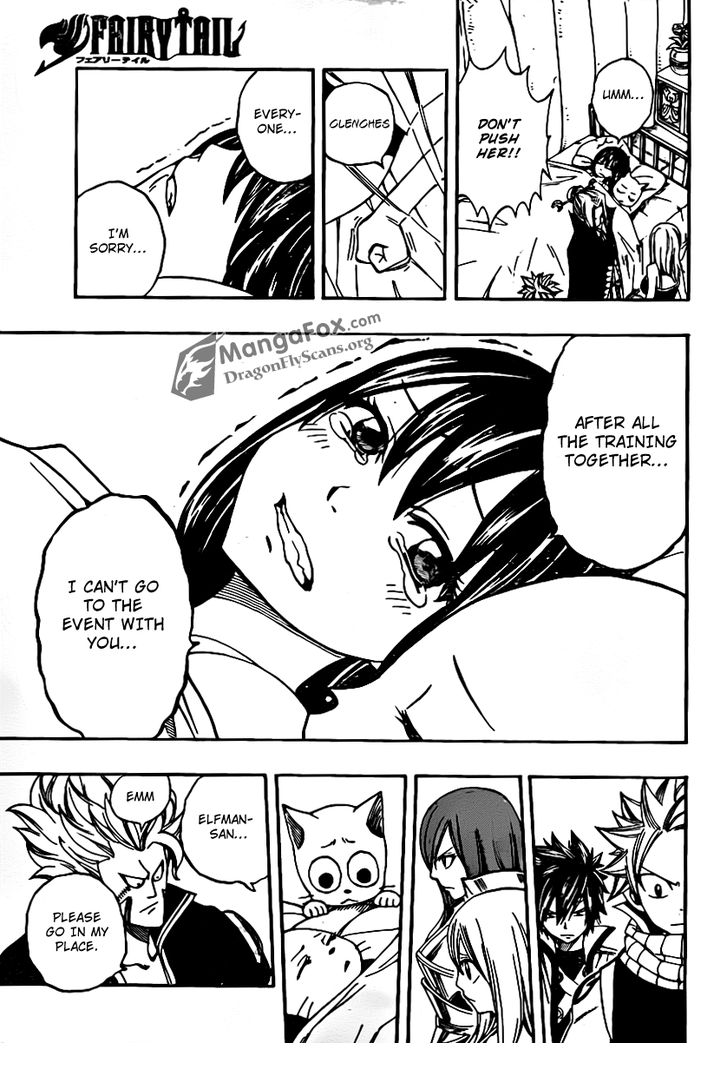 FAIRY TAIL
フェアリーテイル
UMM...
DON'T
PUSH
HER!!
CLENCHES
EVERY-
ONE...
I'M
SORRY...
MangaFox.com
DragonFlyScans.org
AFTER ALL
THE TRAINING
TOGETHER...
I CAN'T GO
TO THE
EVENT WITH
YOU...
ELFMAN-
SAN...
EMM
PLEASE
GO IN MY
PLACE.